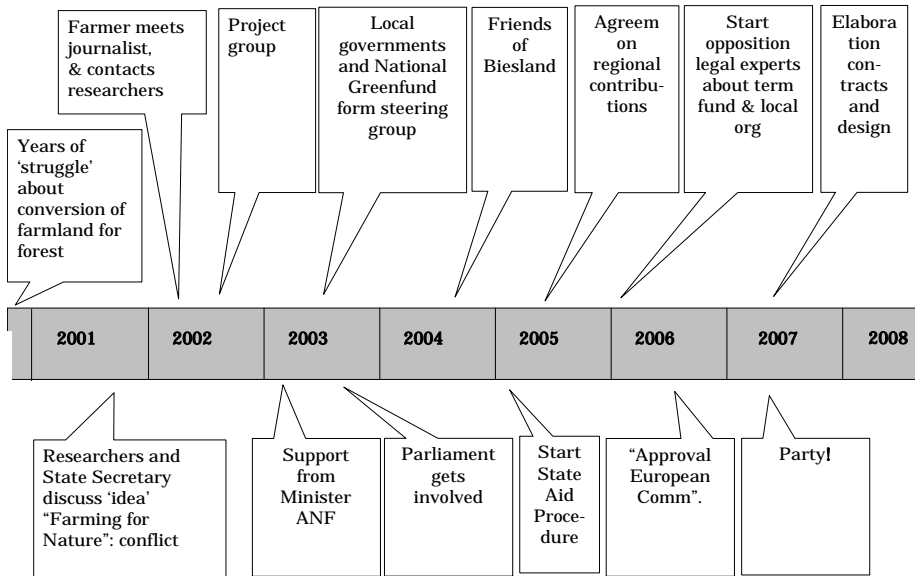 Farmer meets
journalist,
& contacts
researchers
Project
group
Local
governments
and National
Greenfund
form steering
group
Friends
of
Biesland
Agreem
on
regional
contribu-
tions
Start
opposition
legal experts
about term
fund & local
org
Elabora
tion
con-
tracts
and
design
Years of
‘struggle’
about
conversion of
farmland for
forest
2001
2002
2003
2004
2005
2006
2007
2008
Researchers and
State Secretary
discuss ‘idea’
“Farming for
Nature”: conflict
Support
from
Minister
ANF
Parliament
gets
involved
Start
State
Aid
Proce-
dure
“Approval
European
Comm”.
Party!